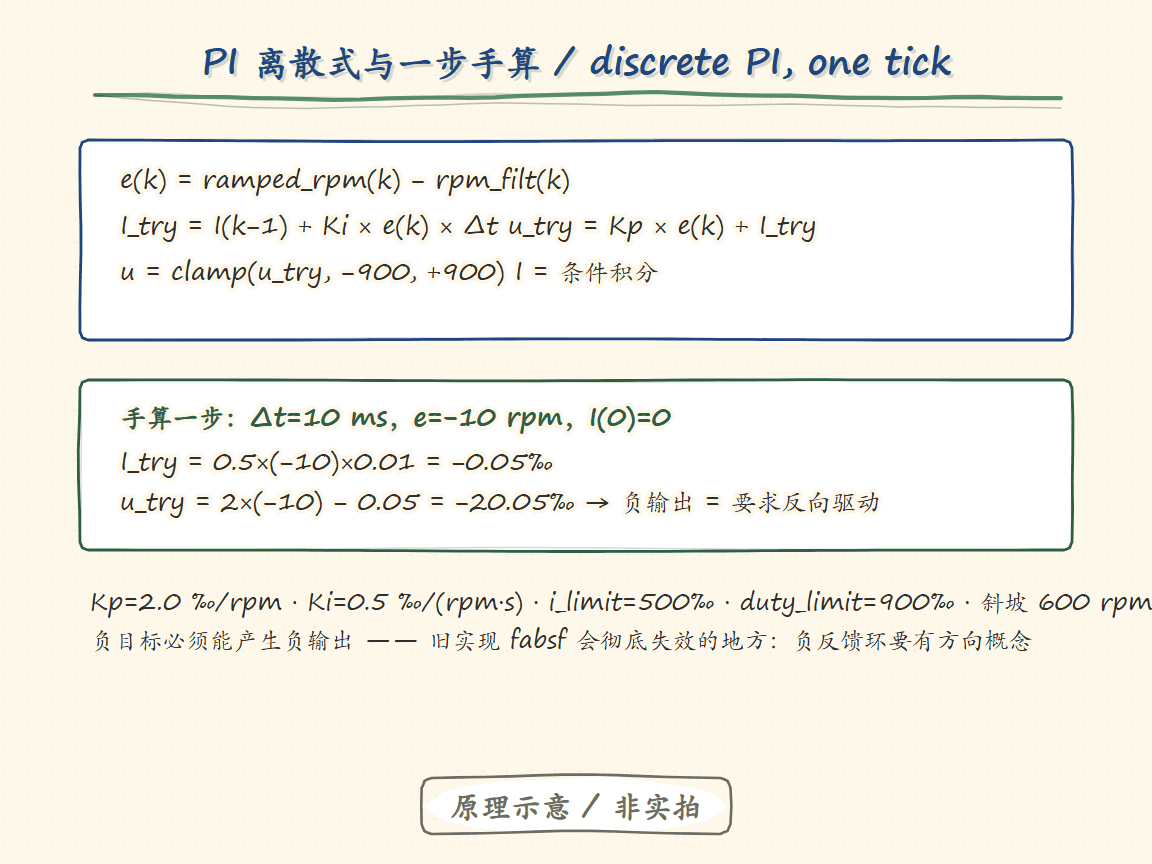 PI 离散式与一步手算 / discrete PI, one tick
e(k) = ramped_rpm(k) − rpm_filt(k)
I_try = I(k−1) + Ki × e(k) × Δt u_try = Kp × e(k) + I_try
u = clamp(u_try, −900, +900) I = 条件积分
手算一步：Δt=10 ms，e=−10 rpm，I(0)=0
I_try = 0.5×(−10)×0.01 = −0.05‰
u_try = 2×(−10) − 0.05 = −20.05‰ → 负输出 = 要求反向驱动
Kp=2.0 ‰/rpm · Ki=0.5 ‰/(rpm·s) · i_limit=500‰ · duty_limit=900‰ · 斜坡 600 rpm
负目标必须能产生负输出 —— 旧实现 fabsf 会彻底失效的地方：负反馈环要有方向概念
原理示意 / 非实拍